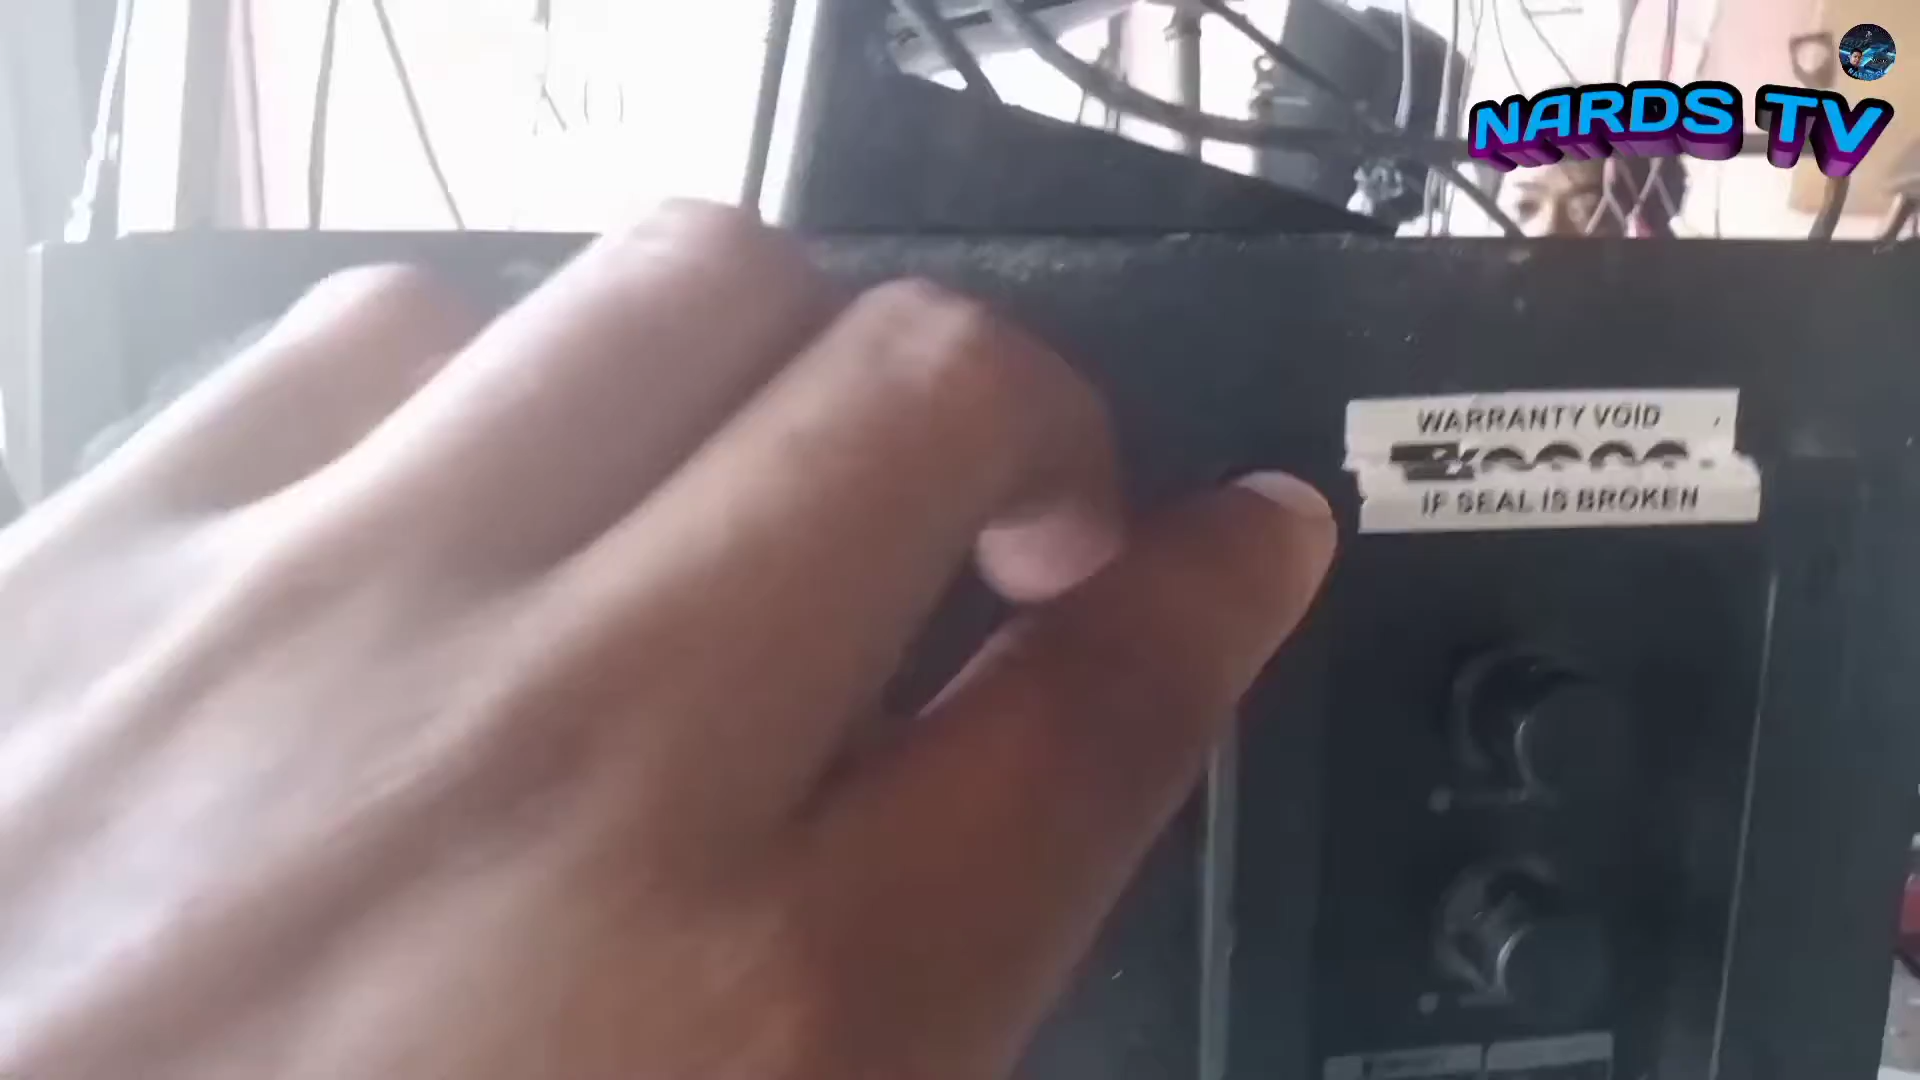 NARDS TV
WARRANTY VOID
IF SEAL IS BROKEN